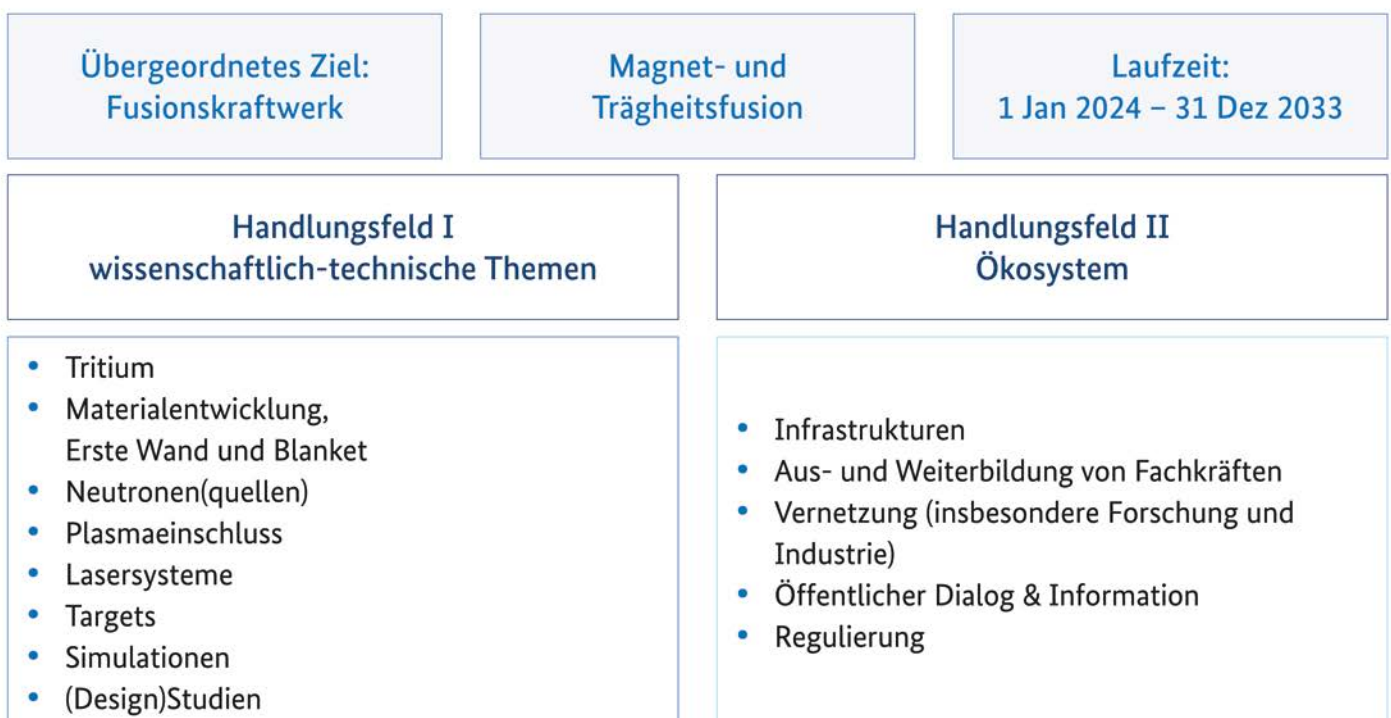 Übergeordnetes Ziel:
Fusionskraftwerk
Magnet- und
Trägheitsfusion
Laufzeit:
1 Jan 2024 – 31 Dez 2033
Handlungsfeld I
wissenschaftlich-technische Themen
Handlungsfeld II
Ökosystem
• Tritium
• Materialentwicklung,
Erste Wand und Blanket
• Neutronen(quellen)
• Plasmaeinschluss
• Lasersysteme
• Targets
• Simulationen
• (Design)Studien
• Infrastrukturen
• Aus- und Weiterbildung von Fachkräften
• Vernetzung (insbesondere Forschung und
Industrie)
• Öffentlicher Dialog & Information
• Regulierung